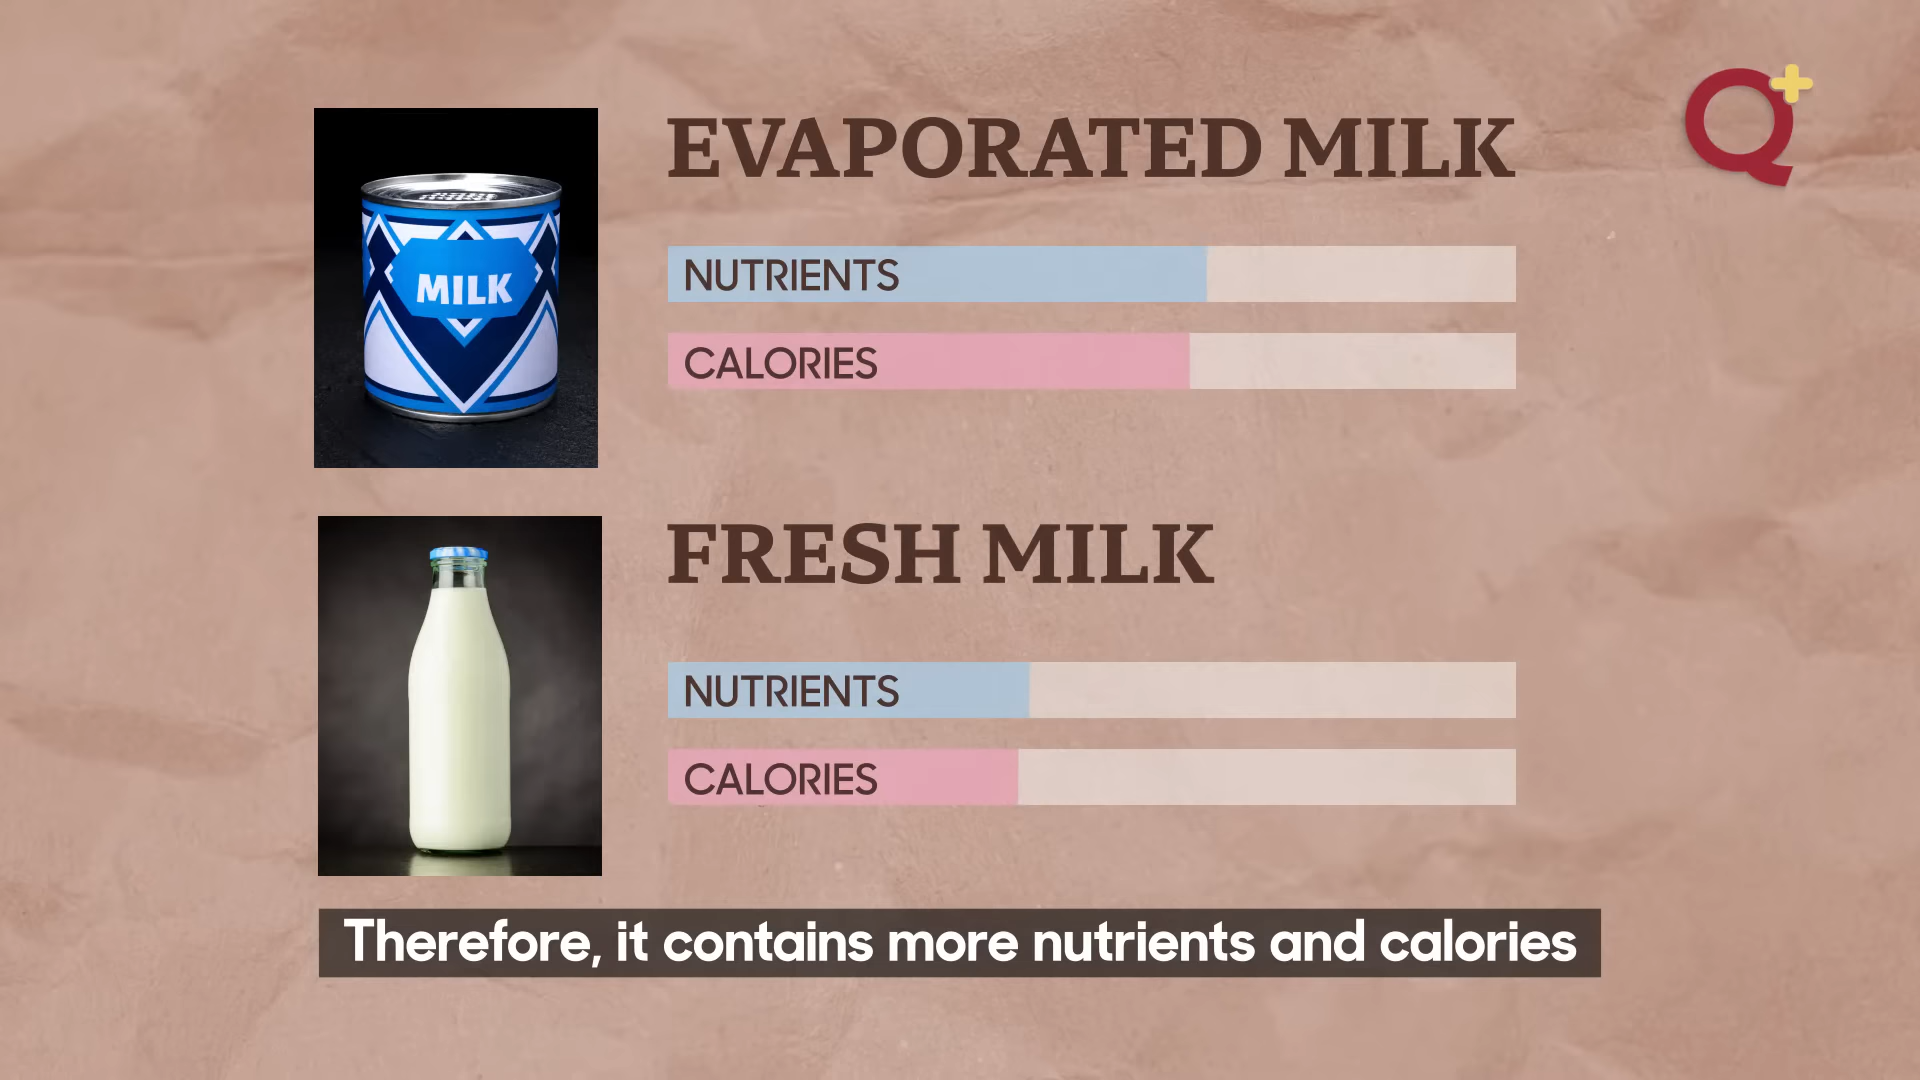 EVAPORATED MILK
Q+
MILK
NUTRIENTS
CALORIES
FRESH MILK
NUTRIENTS
CALORIES
Therefore, it contains more nutrients and calories